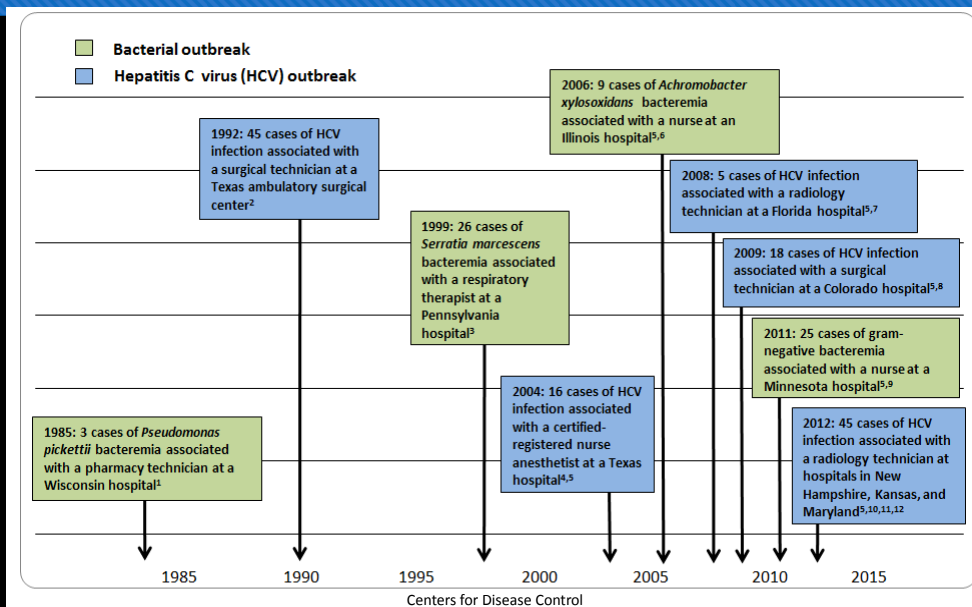 Bacterial outbreak
Hepatitis C virus (HCV) outbreak
2006: 9 cases of Achromobacter
xylosoxidans bacteremia
associated with a nurse at an
Illinois hospital5,6
1992: 45 cases of HCV
infection associated with
a surgical technician at a
Texas ambulatory surgical
center2
2008: 5 cases of HCV infection
associated with a radiology
technician at a Florida hospital5,7
1999: 26 cases of
Serratia marcescens
bacteremia associated
with a respiratory
therapist at a
Pennsylvania
hospital3
2009: 18 cases of HCV infection
associated with a surgical
technician at a Colorado hospital5,8
2011: 25 cases of gram-
negative bacteremia
associated with a nurse at a
Minnesota hospital5,9
2004: 16 cases of HCV
infection associated
with a certified-
registered nurse
anesthetist at a Texas
hospital4,5
1985: 3 cases of Pseudomonas
pickettii bacteremia associated
with a pharmacy technician at a
Wisconsin hospital1
2012: 45 cases of HCV
infection associated with
a radiology technician at
hospitals in New
Hampshire, Kansas, and
Maryland5,10,11,12
1985 1990 1995 2000 2005 2010 2015
Centers for Disease Control